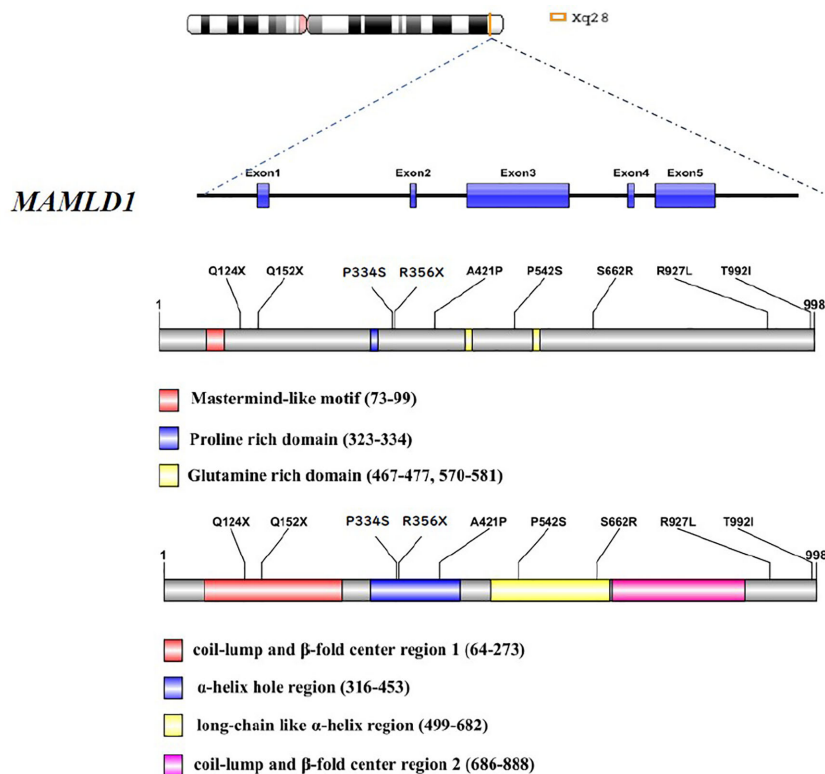 Xq28
Exon1 Exon2 Exon3 Exon4 Exon5
MAMLD1
Q124X Q152X P334S R356X A421P P542S S662R R927L T992I
1 998
Mastermind-like motif (73-99)
Proline rich domain (323-334)
Glutamine rich domain (467-477, 570-581)
Q124X Q152X P334S R356X A421P P542S S662R R927L T992I
1 998
coil-lump and β-fold center region 1 (64-273)
α-helix hole region (316-453)
long-chain like α-helix region (499-682)
coil-lump and β-fold center region 2 (686-888)